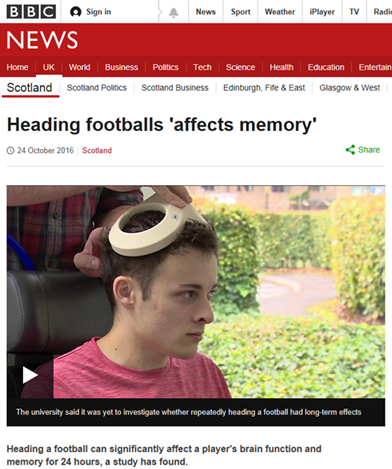 BBC Sign in News Sport Weather iPlayer TV Radio
NEWS
Home UK World Business Politics Tech Science Health Education Entertain
Scotland Scotland Politics Scotland Business Edinburgh, Fife & East Glasgow & West
Heading footballs 'affects memory'
24 October 2016 Scotland Share
The university said it was yet to investigate whether repeatedly heading a football had long-term effects
Heading a football can significantly affect a player's brain function and
memory for 24 hours, a study has found.